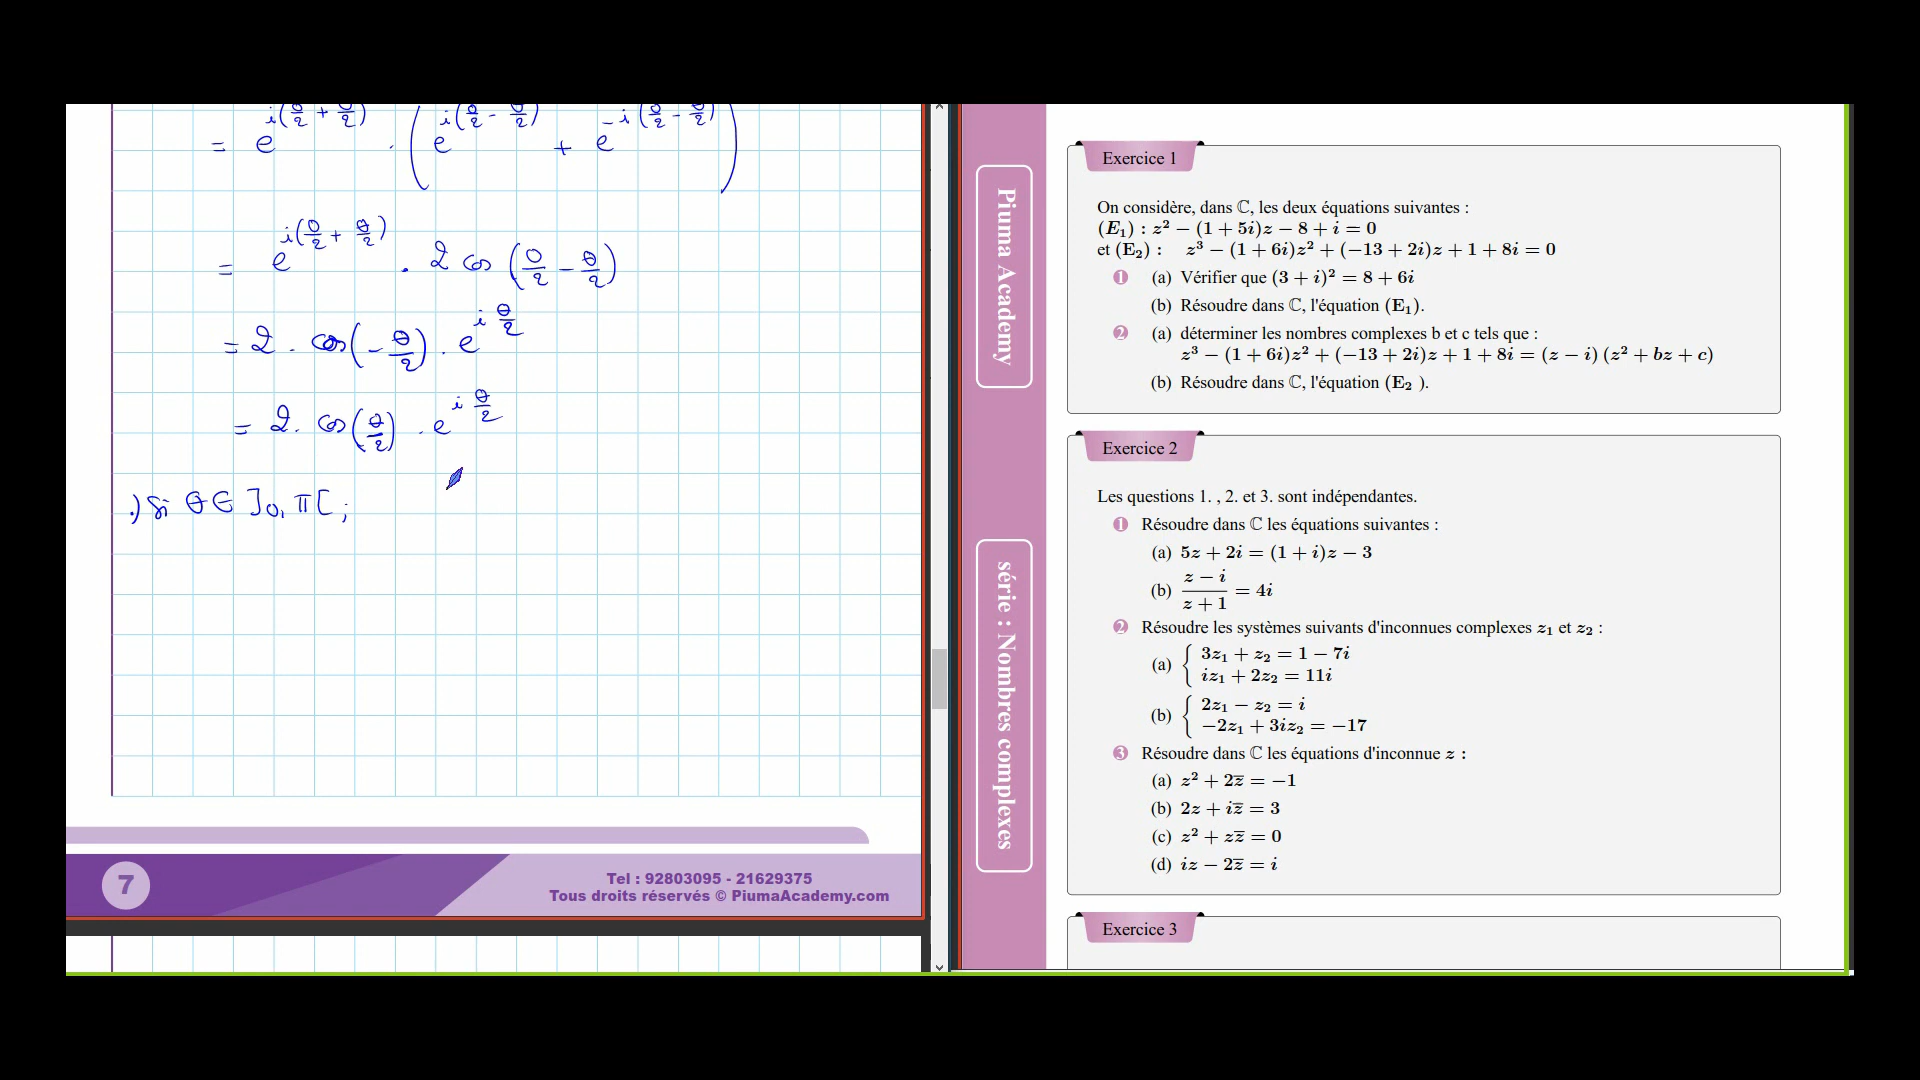 = e^{i(0/2 + θ/2)} . ( e^{i(0/2 - θ/2)} + e^{-i(0/2 - θ/2)} )
= e^{i(0/2 + θ/2)} . 2 cos (0/2 - θ/2)
= 2 . cos(-θ/2) . e^{i θ/2}
= 2 . cos(θ/2) . e^{i θ/2}
.) Si θ ∈ ]0, π[ ;
7
Tel : 92803095 - 21629375
Tous droits réservés © PiumaAcademy.com
Piuma Academy
série : Nombres complexes
Exercice 1
On considère, dans ℂ, les deux équations suivantes :
(E₁) : z² − (1 + 5i)z − 8 + i = 0
et (E₂) : z³ − (1 + 6i)z² + (−13 + 2i)z + 1 + 8i = 0
1 (a) Vérifier que (3 + i)² = 8 + 6i
(b) Résoudre dans ℂ, l'équation (E₁).
2 (a) déterminer les nombres complexes b et c tels que :
z³ − (1 + 6i)z² + (−13 + 2i)z + 1 + 8i = (z − i) (z² + bz + c)
(b) Résoudre dans ℂ, l'équation (E₂ ).
Exercice 2
Les questions 1. , 2. et 3. sont indépendantes.
1 Résoudre dans ℂ les équations suivantes :
(a) 5z + 2i = (1 + i)z − 3
(b) (z − i)/(z + 1) = 4i
2 Résoudre les systèmes suivants d'inconnues complexes z₁ et z₂ :
(a) { 3z₁ + z₂ = 1 − 7i
iz₁ + 2z₂ = 11i
(b) { 2z₁ − z₂ = i
−2z₁ + 3iz₂ = −17
3 Résoudre dans ℂ les équations d'inconnue z :
(a) z² + 2z̅ = −1
(b) 2z + iz̅ = 3
(c) z² + zz̅ = 0
(d) iz − 2z̅ = i
Exercice 3